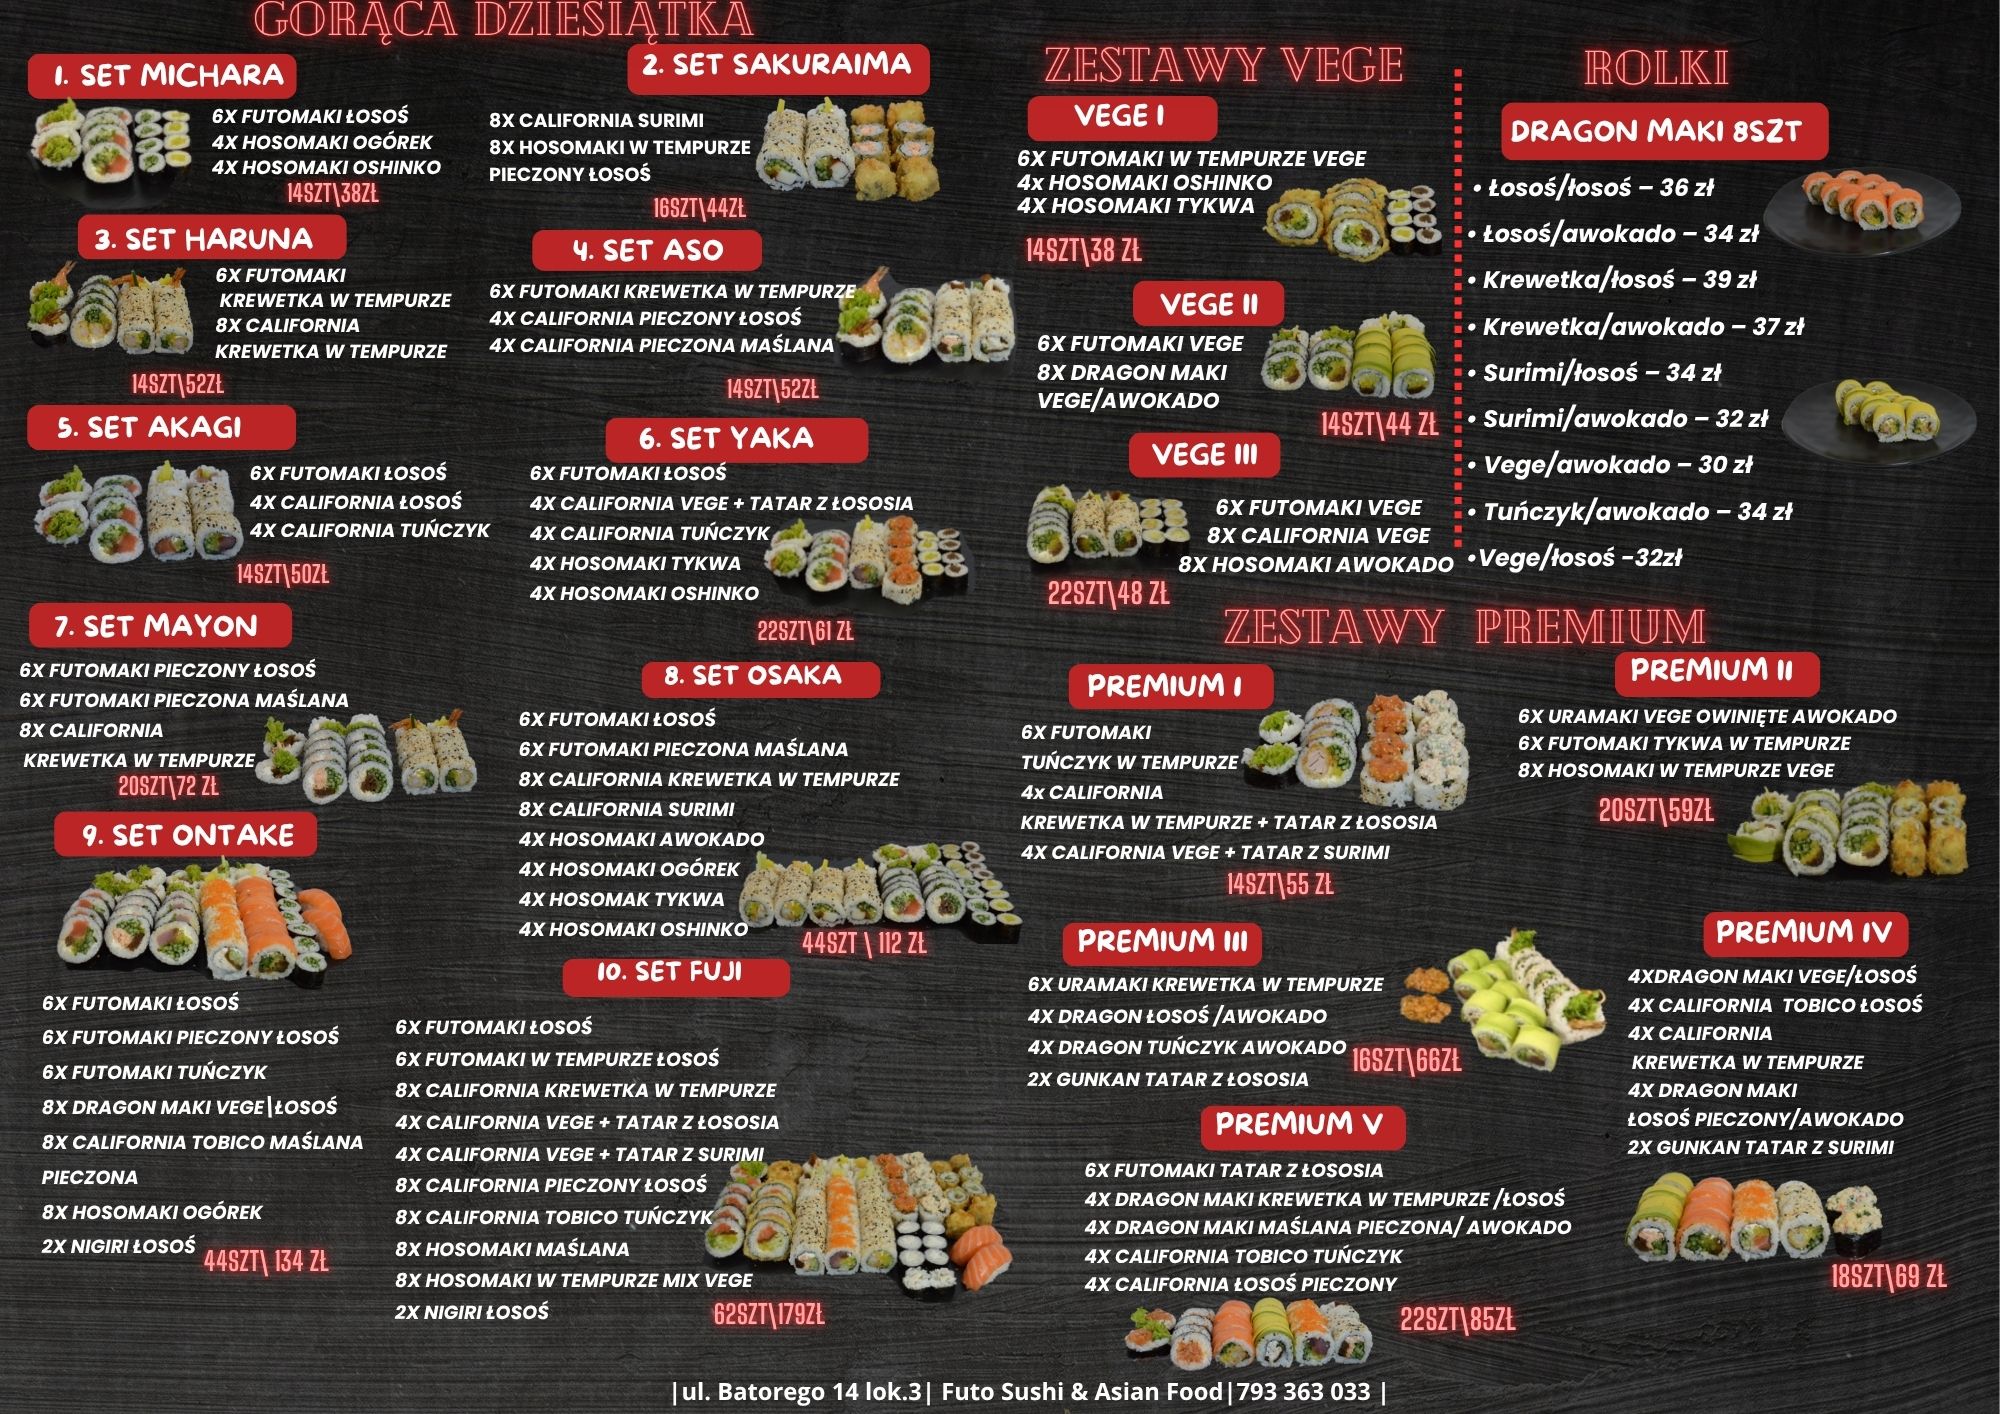 GORĄCA DZIESIĄTKA
1. SET MICHARA
6X FUTOMAKI ŁOSOŚ
4X HOSOMAKI OGÓREK
4X HOSOMAKI OSHINKO
14SZT\38ZŁ
2. SET SAKURAIMA
8X CALIFORNIA SURIMI
8X HOSOMAKI W TEMPURZE
PIECZONY ŁOSOŚ
16SZT\44ZŁ
3. SET HARUNA
6X FUTOMAKI
KREWETKA W TEMPURZE
8X CALIFORNIA
KREWETKA W TEMPURZE
14SZT\52ZŁ
4. SET ASO
6X FUTOMAKI KREWETKA W TEMPURZE
4X CALIFORNIA PIECZONY ŁOSOŚ
4X CALIFORNIA PIECZONA MAŚLANA
14SZT\52ZŁ
5. SET AKAGI
6X FUTOMAKI ŁOSOŚ
4X CALIFORNIA ŁOSOŚ
4X CALIFORNIA TUŃCZYK
14SZT\50ZŁ
6. SET YAKA
6X FUTOMAKI ŁOSOŚ
4X CALIFORNIA VEGE + TATAR Z ŁOSOSIA
4X CALIFORNIA TUŃCZYK
4X HOSOMAKI TYKWA
4X HOSOMAKI OSHINKO
22SZT\61 ZŁ
7. SET MAYON
6X FUTOMAKI PIECZONY ŁOSOŚ
6X FUTOMAKI PIECZONA MAŚLANA
8X CALIFORNIA
KREWETKA W TEMPURZE
20SZT\72 ZŁ
8. SET OSAKA
6X FUTOMAKI ŁOSOŚ
6X FUTOMAKI PIECZONA MAŚLANA
8X CALIFORNIA KREWETKA W TEMPURZE
8X CALIFORNIA SURIMI
4X HOSOMAKI AWOKADO
4X HOSOMAKI OGÓREK
4X HOSOMAK TYKWA
4X HOSOMAKI OSHINKO
44SZT \ 112 ZŁ
9. SET ONTAKE
6X FUTOMAKI ŁOSOŚ
6X FUTOMAKI PIECZONY ŁOSOŚ
6X FUTOMAKI TUŃCZYK
8X DRAGON MAKI VEGE\ŁOSOŚ
8X CALIFORNIA TOBICO MAŚLANA
PIECZONA
8X HOSOMAKI OGÓREK
2X NIGIRI ŁOSOŚ
44SZT\ 134 ZŁ
10. SET FUJI
6X FUTOMAKI ŁOSOŚ
6X FUTOMAKI W TEMPURZE ŁOSOŚ
8X CALIFORNIA KREWETKA W TEMPURZE
4X CALIFORNIA VEGE + TATAR Z ŁOSOSIA
4X CALIFORNIA VEGE + TATAR Z SURIMI
8X CALIFORNIA PIECZONY ŁOSOŚ
8X CALIFORNIA TOBICO TUŃCZYK
8X HOSOMAKI MAŚLANA
8X HOSOMAKI W TEMPURZE MIX VEGE
2X NIGIRI ŁOSOŚ
62SZT\179ZŁ
ZESTAWY VEGE
VEGE I
6X FUTOMAKI W TEMPURZE VEGE
4x HOSOMAKI OSHINKO
4X HOSOMAKI TYKWA
14SZT\38 ZŁ
VEGE II
6X FUTOMAKI VEGE
8X DRAGON MAKI
VEGE/AWOKADO
14SZT\44 ZŁ
VEGE III
6X FUTOMAKI VEGE
8X CALIFORNIA VEGE
8X HOSOMAKI AWOKADO
22SZT\48 ZŁ
ROLKI
DRAGON MAKI 8SZT
• Łosoś/łosoś – 36 zł
• Łosoś/awokado – 34 zł
• Krewetka/łosoś – 39 zł
• Krewetka/awokado – 37 zł
• Surimi/łosoś – 34 zł
• Surimi/awokado – 32 zł
• Vege/awokado – 30 zł
• Tuńczyk/awokado – 34 zł
•Vege/łosoś -32zł
ZESTAWY PREMIUM
PREMIUM I
6X FUTOMAKI
TUŃCZYK W TEMPURZE
4x CALIFORNIA
KREWETKA W TEMPURZE + TATAR Z ŁOSOSIA
4X CALIFORNIA VEGE + TATAR Z SURIMI
14SZT\55 ZŁ
PREMIUM II
6X URAMAKI VEGE OWINIĘTE AWOKADO
6X FUTOMAKI TYKWA W TEMPURZE
8X HOSOMAKI W TEMPURZE VEGE
20SZT\59ZŁ
PREMIUM III
6X URAMAKI KREWETKA W TEMPURZE
4X DRAGON ŁOSOŚ /AWOKADO
4X DRAGON TUŃCZYK AWOKADO
2X GUNKAN TATAR Z ŁOSOSIA
16SZT\66ZŁ
PREMIUM IV
4XDRAGON MAKI VEGE/ŁOSOŚ
4X CALIFORNIA TOBICO ŁOSOŚ
4X CALIFORNIA
KREWETKA W TEMPURZE
4X DRAGON MAKI
ŁOSOŚ PIECZONY/AWOKADO
2X GUNKAN TATAR Z SURIMI
18SZT\69 ZŁ
PREMIUM V
6X FUTOMAKI TATAR Z ŁOSOSIA
4X DRAGON MAKI KREWETKA W TEMPURZE /ŁOSOŚ
4X DRAGON MAKI MAŚLANA PIECZONA/ AWOKADO
4X CALIFORNIA TOBICO TUŃCZYK
4X CALIFORNIA ŁOSOŚ PIECZONY
22SZT\85ZŁ
|ul. Batorego 14 lok.3| Futo Sushi & Asian Food|793 363 033 |